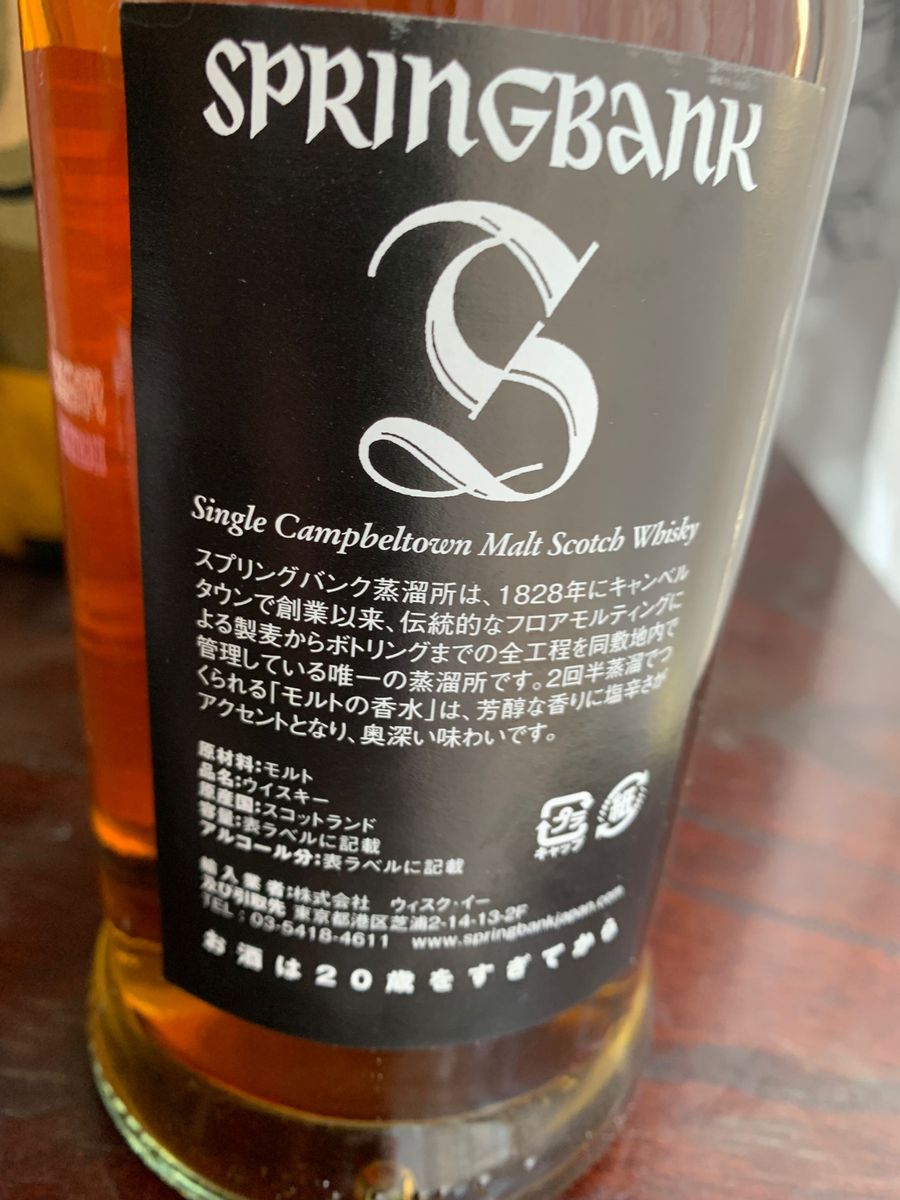 SPRINGBANK
S
Single Campbeltown Malt Scotch Whisky
スプリングバンク蒸溜所は、1828年にキャンベル
タウンで創業以来、伝統的なフロアモルティングに
よる製麦からボトリングまでの全工程を同敷地内で
管理している唯一の蒸溜所です。2回半蒸溜でつ
くられる「モルトの香水」は、芳醇な香りに塩辛さが
アクセントとなり、奥深い味わいです。
原材料:モルト
品名:ウイスキー
原産国:スコットランド
容量:表ラベルに記載
アルコール分:表ラベルに記載
プラ
キャップ
紙
輸入業者:株式会社 ウィスク・イー
及び引取先 東京都港区芝浦2-14-13-2F
TEL : 03-5418-4611 www.springbankjapan.com
お酒は20歳をすぎてから